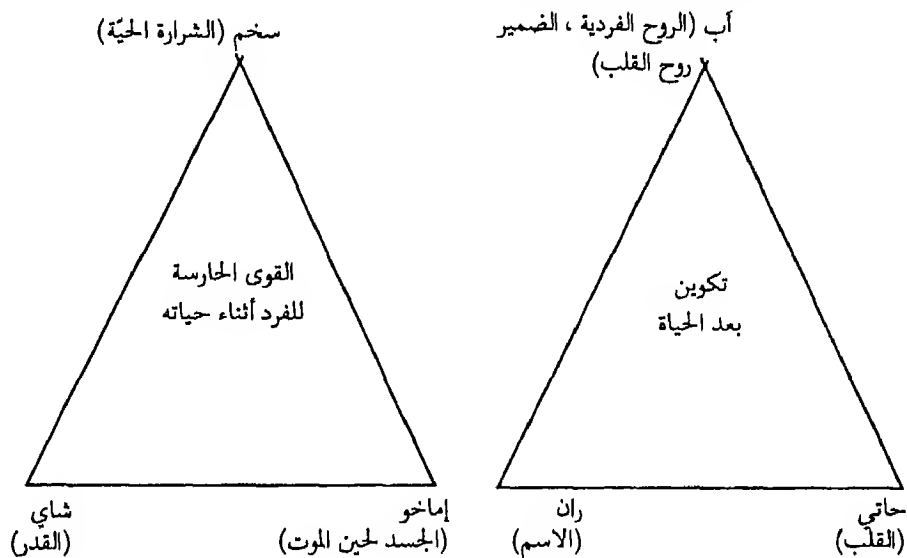 آب (الروح الفردية ، الضمير
روح القلب)
تكوين
بعد الحياة
حاتي
(القلب)
ران
(الاسم)
سخم (الشرارة الحيّة)
القوى الحارسة
للفرد أثناء حياته
إماخو
(الجسد لحين الموت)
شاي
(القدر)